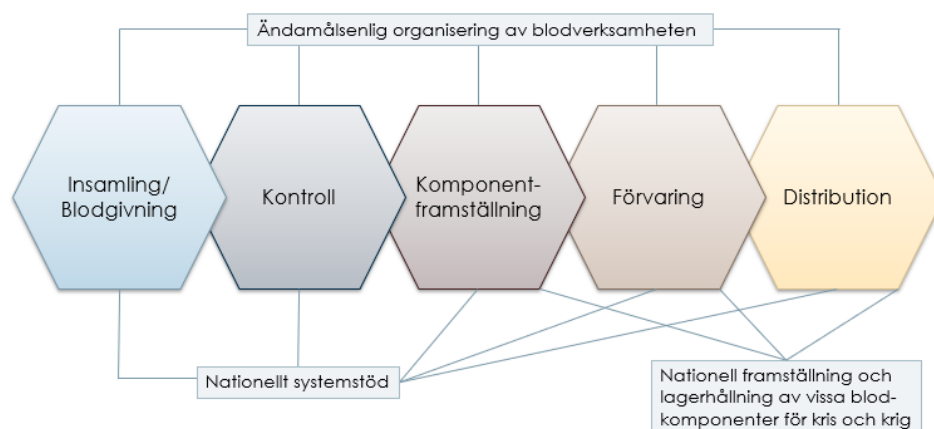 Ändamålsenlig organisering av blodverksamheten
Insamling/
Blodgivning
Kontroll
Komponent-
framställning
Förvaring
Distribution
Nationellt systemstöd
Nationell framställning och
lagerhållning av vissa blod-
komponenter för kris och krig